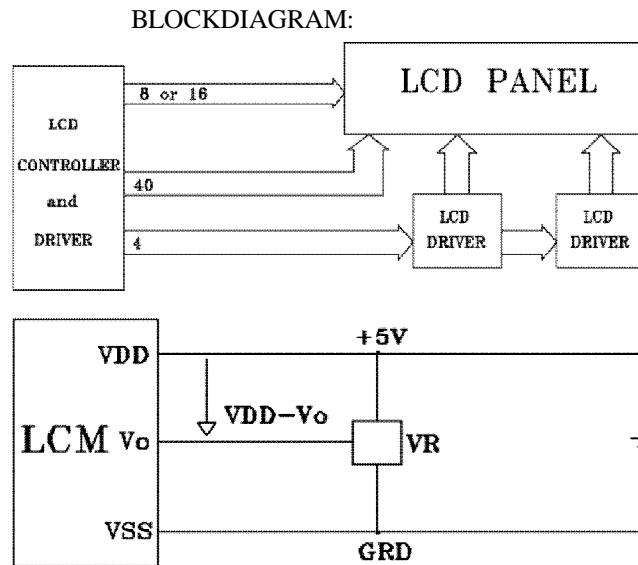 BLOCKDIAGRAM:
8 or 16
LCD PANEL
LCD
CONTROLLER
and
DRIVER
40
4
LCD
DRIVER
LCD
DRIVER
VDD
+5V
VDD-Vo
LCM
Vo
VR
VSS
GRD